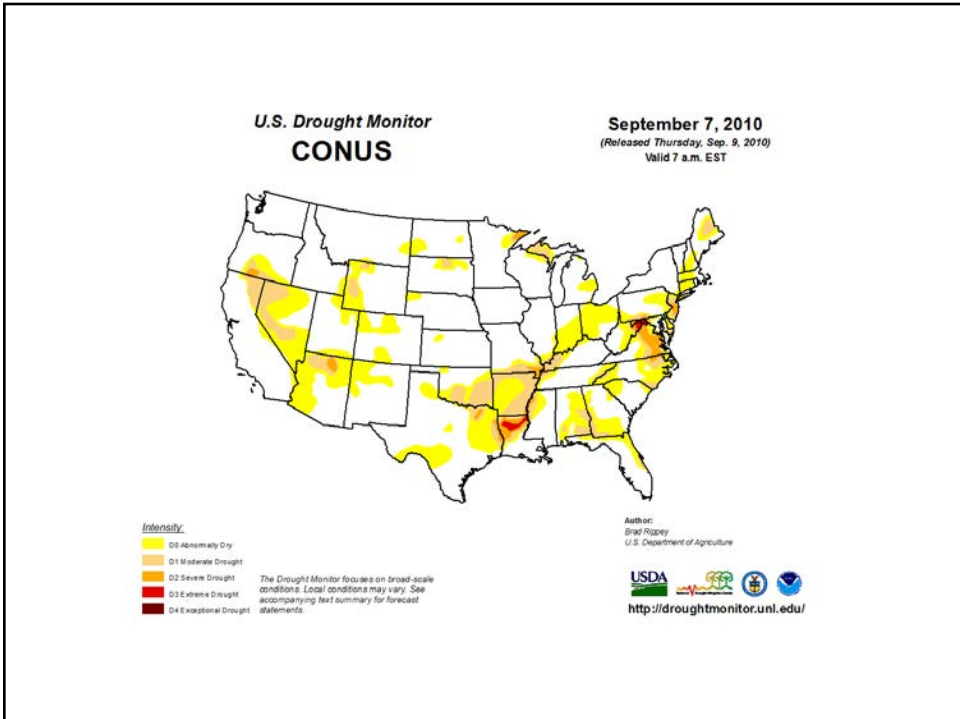 U.S. Drought Monitor
CONUS
September 7, 2010
(Released Thursday, Sep. 9, 2010)
Valid 7 a.m. EST
Intensity:
D0 Abnormally Dry
D1 Moderate Drought
D2 Severe Drought
D3 Extreme Drought
D4 Exceptional Drought
The Drought Monitor focuses on broad-scale
conditions. Local conditions may vary. See
accompanying text summary for forecast
statements.
Author:
Brad Rippey
U.S. Department of Agriculture
USDA
http://droughtmonitor.unl.edu/